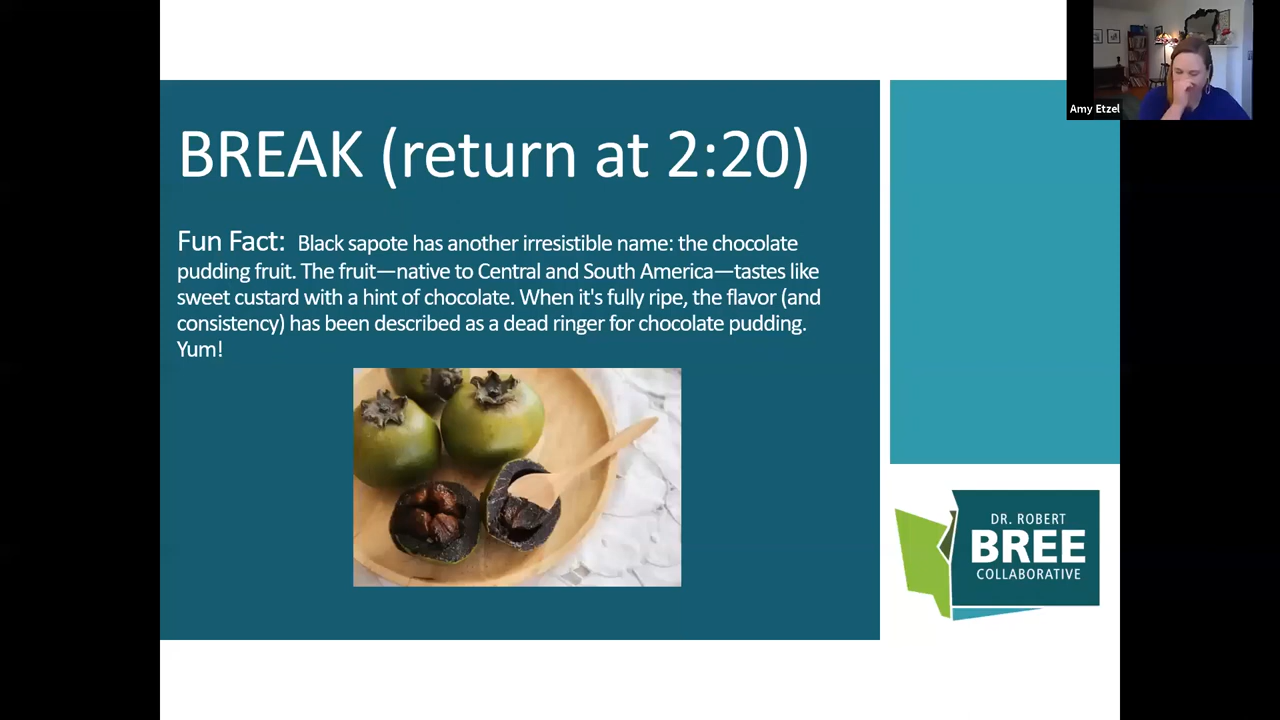 Amy Etzel
BREAK (return at 2:20)
Fun Fact: Black sapote has another irresistible name: the chocolate
pudding fruit. The fruit—native to Central and South America—tastes like
sweet custard with a hint of chocolate. When it's fully ripe, the flavor (and
consistency) has been described as a dead ringer for chocolate pudding.
Yum!
DR. ROBERT
BREE
COLLABORATIVE